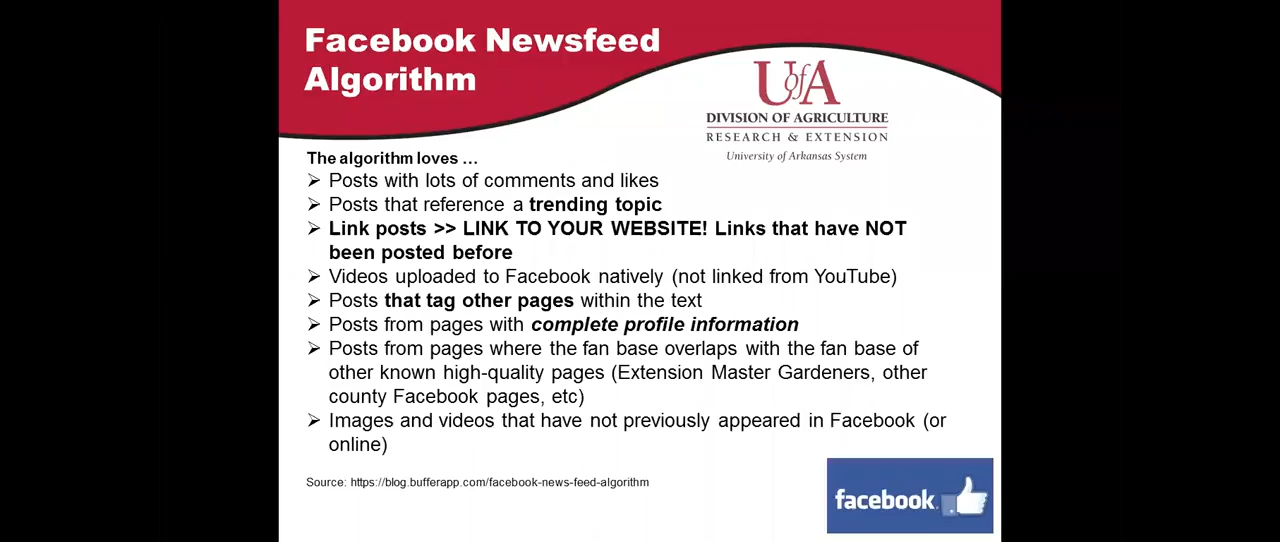 Facebook Newsfeed
Algorithm
UofA
DIVISION OF AGRICULTURE
RESEARCH & EXTENSION
University of Arkansas System
The algorithm loves …
➢ Posts with lots of comments and likes
➢ Posts that reference a trending topic
➢ Link posts >> LINK TO YOUR WEBSITE! Links that have NOT
been posted before
➢ Videos uploaded to Facebook natively (not linked from YouTube)
➢ Posts that tag other pages within the text
➢ Posts from pages with complete profile information
➢ Posts from pages where the fan base overlaps with the fan base of
other known high-quality pages (Extension Master Gardeners, other
county Facebook pages, etc)
➢ Images and videos that have not previously appeared in Facebook (or
online)
Source: https://blog.bufferapp.com/facebook-news-feed-algorithm
facebook